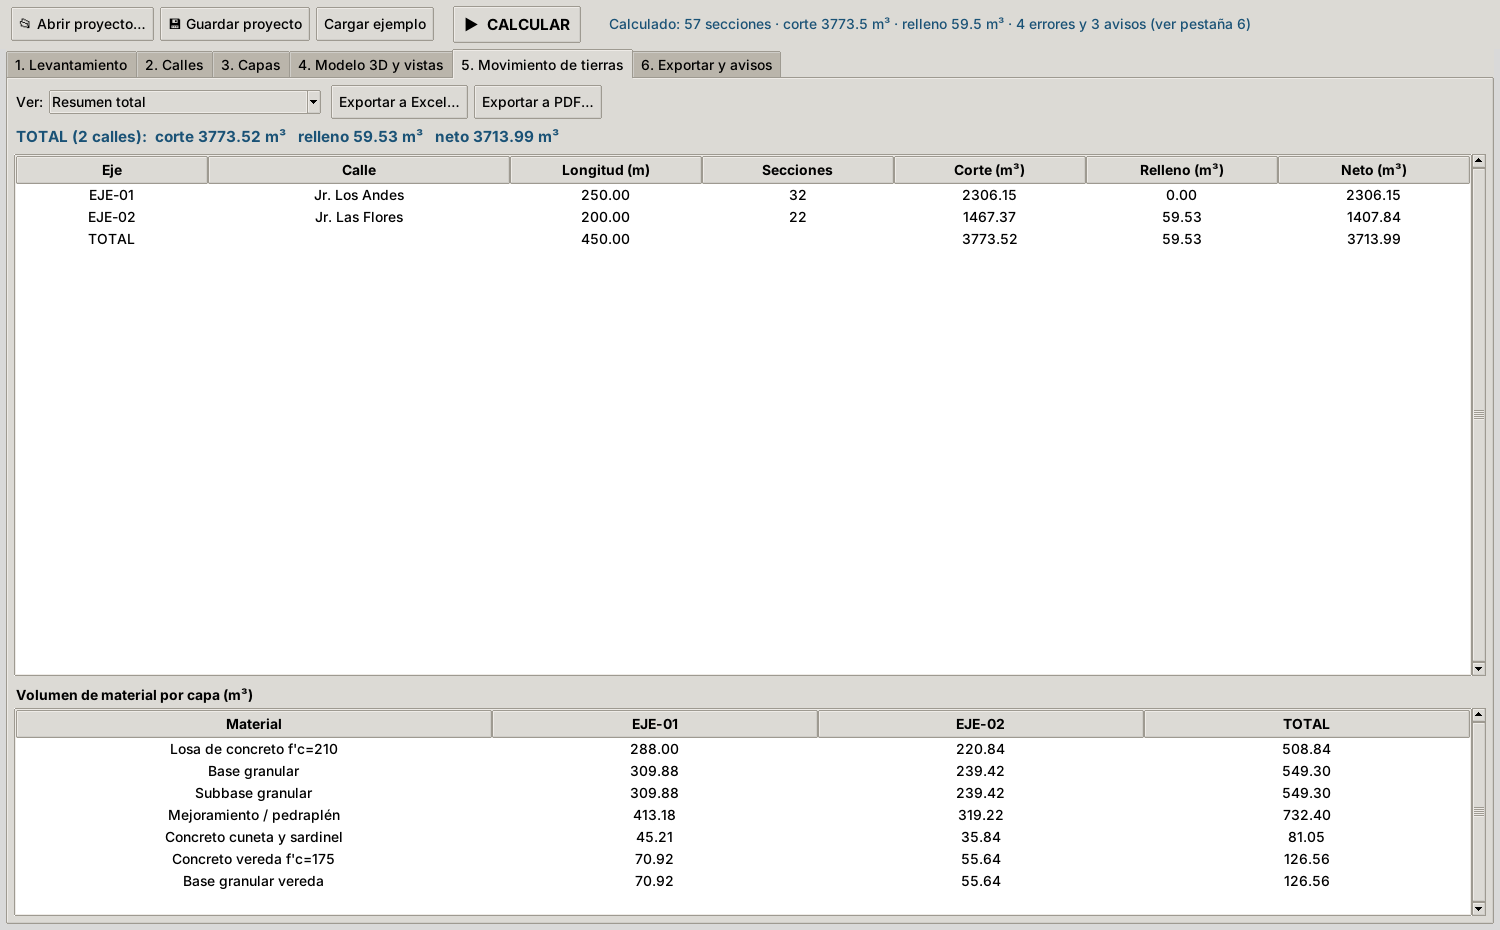 📂 Abrir proyecto... 💾 Guardar proyecto Cargar ejemplo ▶ CALCULAR Calculado: 57 secciones · corte 3773.5 m³ · relleno 59.5 m³ · 4 errores y 3 avisos (ver pestaña 6)
1. Levantamiento 2. Calles 3. Capas 4. Modelo 3D y vistas 5. Movimiento de tierras 6. Exportar y avisos
Ver: Resumen total Exportar a Excel... Exportar a PDF...
TOTAL (2 calles): corte 3773.52 m³ relleno 59.53 m³ neto 3713.99 m³
Eje Calle Longitud (m) Secciones Corte (m³) Relleno (m³) Neto (m³)
EJE-01 Jr. Los Andes 250.00 32 2306.15 0.00 2306.15
EJE-02 Jr. Las Flores 200.00 22 1467.37 59.53 1407.84
TOTAL 450.00 3773.52 59.53 3713.99
Volumen de material por capa (m³)
Material EJE-01 EJE-02 TOTAL
Losa de concreto f'c=210 288.00 220.84 508.84
Base granular 309.88 239.42 549.30
Subbase granular 309.88 239.42 549.30
Mejoramiento / pedraplén 413.18 319.22 732.40
Concreto cuneta y sardinel 45.21 35.84 81.05
Concreto vereda f'c=175 70.92 55.64 126.56
Base granular vereda 70.92 55.64 126.56